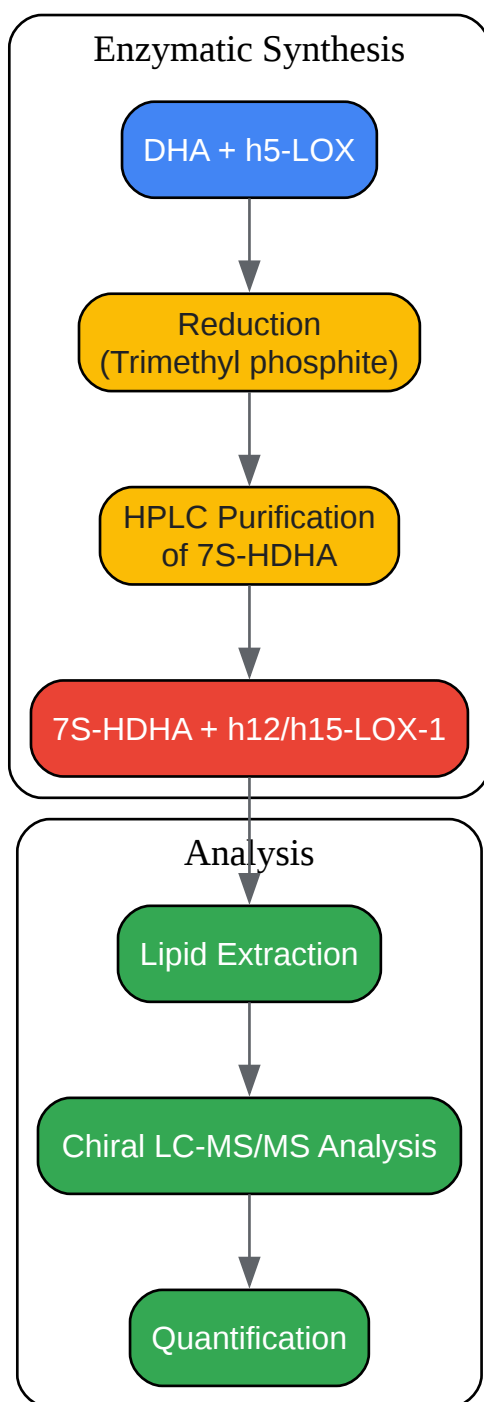 Enzymatic Synthesis
DHA + h5-LOX
Reduction
(Trimethyl phosphite)
HPLC Purification
of 7S-HDHA
7S-HDHA + h12/h15-LOX-1
Analysis
Lipid Extraction
Chiral LC-MS/MS Analysis
Quantification